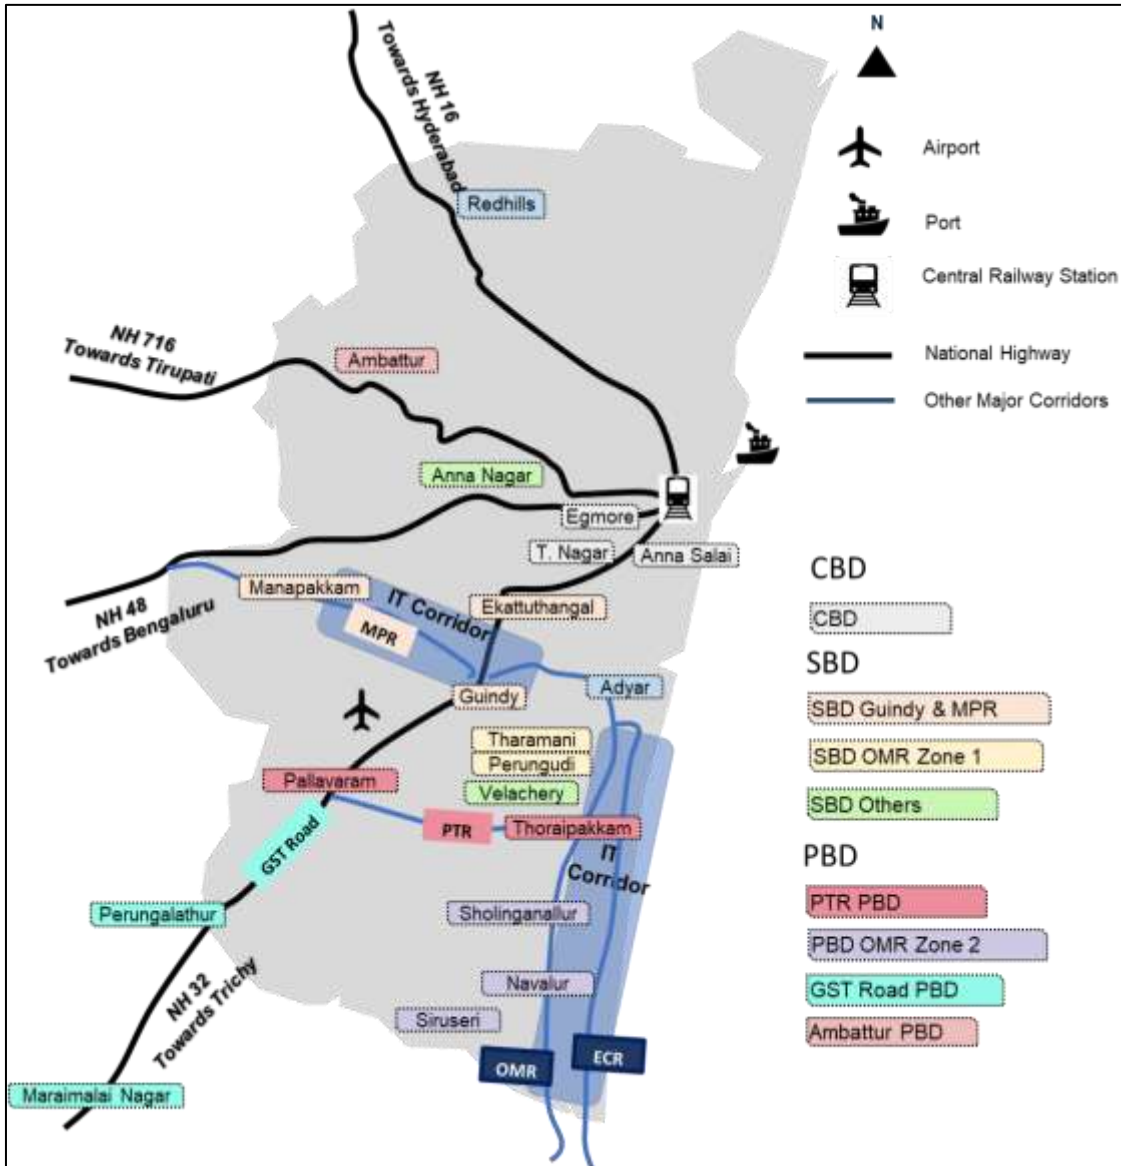 N
NH 16
Towards Hyderabad
Airport
Redhills
Port
Central Railway Station
NH 716
Towards Tirupati
Ambattur
National Highway
Other Major Corridors
Anna Nagar
Egmore
T. Nagar
Anna Salai
NH 48
Towards Bengaluru
Manapakkam
IT Corridor
MPR
Ekattuthangal
Guindy
Adyar
Tharamani
Perungudi
Velachery
Pallavaram
PTR
Thoraipakkam
GST Road
IT
Corridor
Perungalathur
Sholinganallur
NH 32
Towards Trichy
Navalur
Siruseri
OMR
ECR
Maraimalai Nagar
CBD
CBD
SBD
SBD Guindy & MPR
SBD OMR Zone 1
SBD Others
PBD
PTR PBD
PBD OMR Zone 2
GST Road PBD
Ambattur PBD